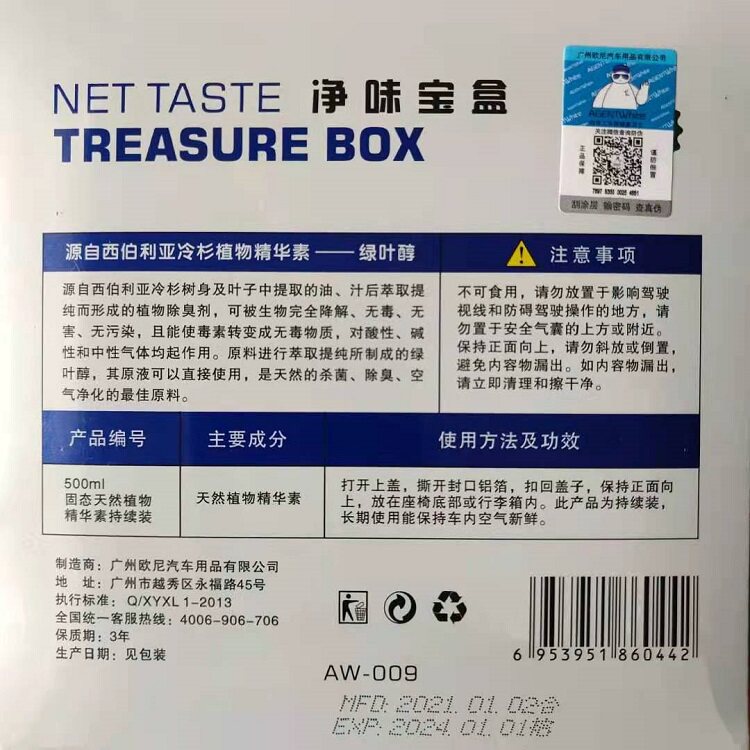 NET TASTE 净味宝盒
TREASURE BOX
广州欧尼汽车用品有限公司
AGENTWhite
关注微信查询防伪
正品保障
谨防假冒
刮涂层 输密码 查真伪
源自西伯利亚冷杉植物精华素——绿叶醇
源自西伯利亚冷杉树身及叶子中提取的油、汁后萃取提
纯而形成的植物除臭剂，可被生物完全降解、无毒、无
害、无污染，且能使毒素转变成无毒物质，对酸性、碱
性和中性气体均起作用。原料进行萃取提纯所制成的绿
叶醇，其原液可以直接使用，是天然的杀菌、除臭、空
气净化的最佳原料。
注意事项
不可食用，请勿放置于影响驾驶
视线和防碍驾驶操作的地方，请
勿置于安全气囊的上方或附近。
保持正面向上，请勿斜放或倒置，
避免内容物漏出。如内容物漏出，
请立即清理和擦干净。
产品编号
主要成分
使用方法及功效
500ml
固态天然植物
精华素持续装
天然植物精华素
打开上盖，撕开封口铝箔，扣回盖子，保持正面向
上，放在座椅底部或行李箱内。此产品为持续装，
长期使用能保持车内空气新鲜。
制造商：广州欧尼汽车用品有限公司
地 址：广州市越秀区永福路45号
执行标准：Q/XYXL 1-2013
全国统一客服热线：4006-906-706
保质期：3年
生产日期：见包装
AW-009
6 953951 860442
MFD: 2021.01.02合
EXP: 2024.01.01格